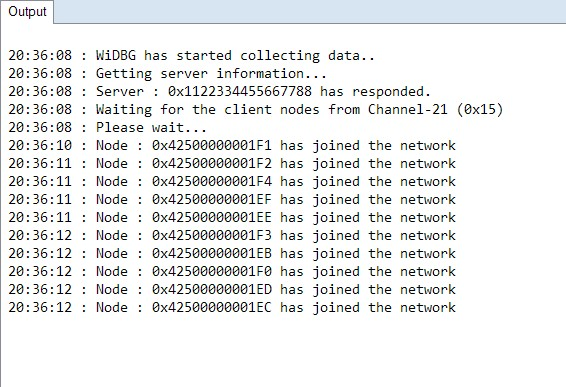 Output
20:36:08 : WiDBG has started collecting data..
20:36:08 : Getting server information...
20:36:08 : Server : 0x1122334455667788 has responded.
20:36:08 : Waiting for the client nodes from Channel-21 (0x15)
20:36:08 : Please wait...
20:36:10 : Node : 0x42500000001F1 has joined the network
20:36:11 : Node : 0x42500000001F2 has joined the network
20:36:11 : Node : 0x42500000001F4 has joined the network
20:36:11 : Node : 0x42500000001EF has joined the network
20:36:11 : Node : 0x42500000001EE has joined the network
20:36:12 : Node : 0x42500000001F3 has joined the network
20:36:12 : Node : 0x42500000001EB has joined the network
20:36:12 : Node : 0x42500000001F0 has joined the network
20:36:12 : Node : 0x42500000001ED has joined the network
20:36:12 : Node : 0x42500000001EC has joined the network